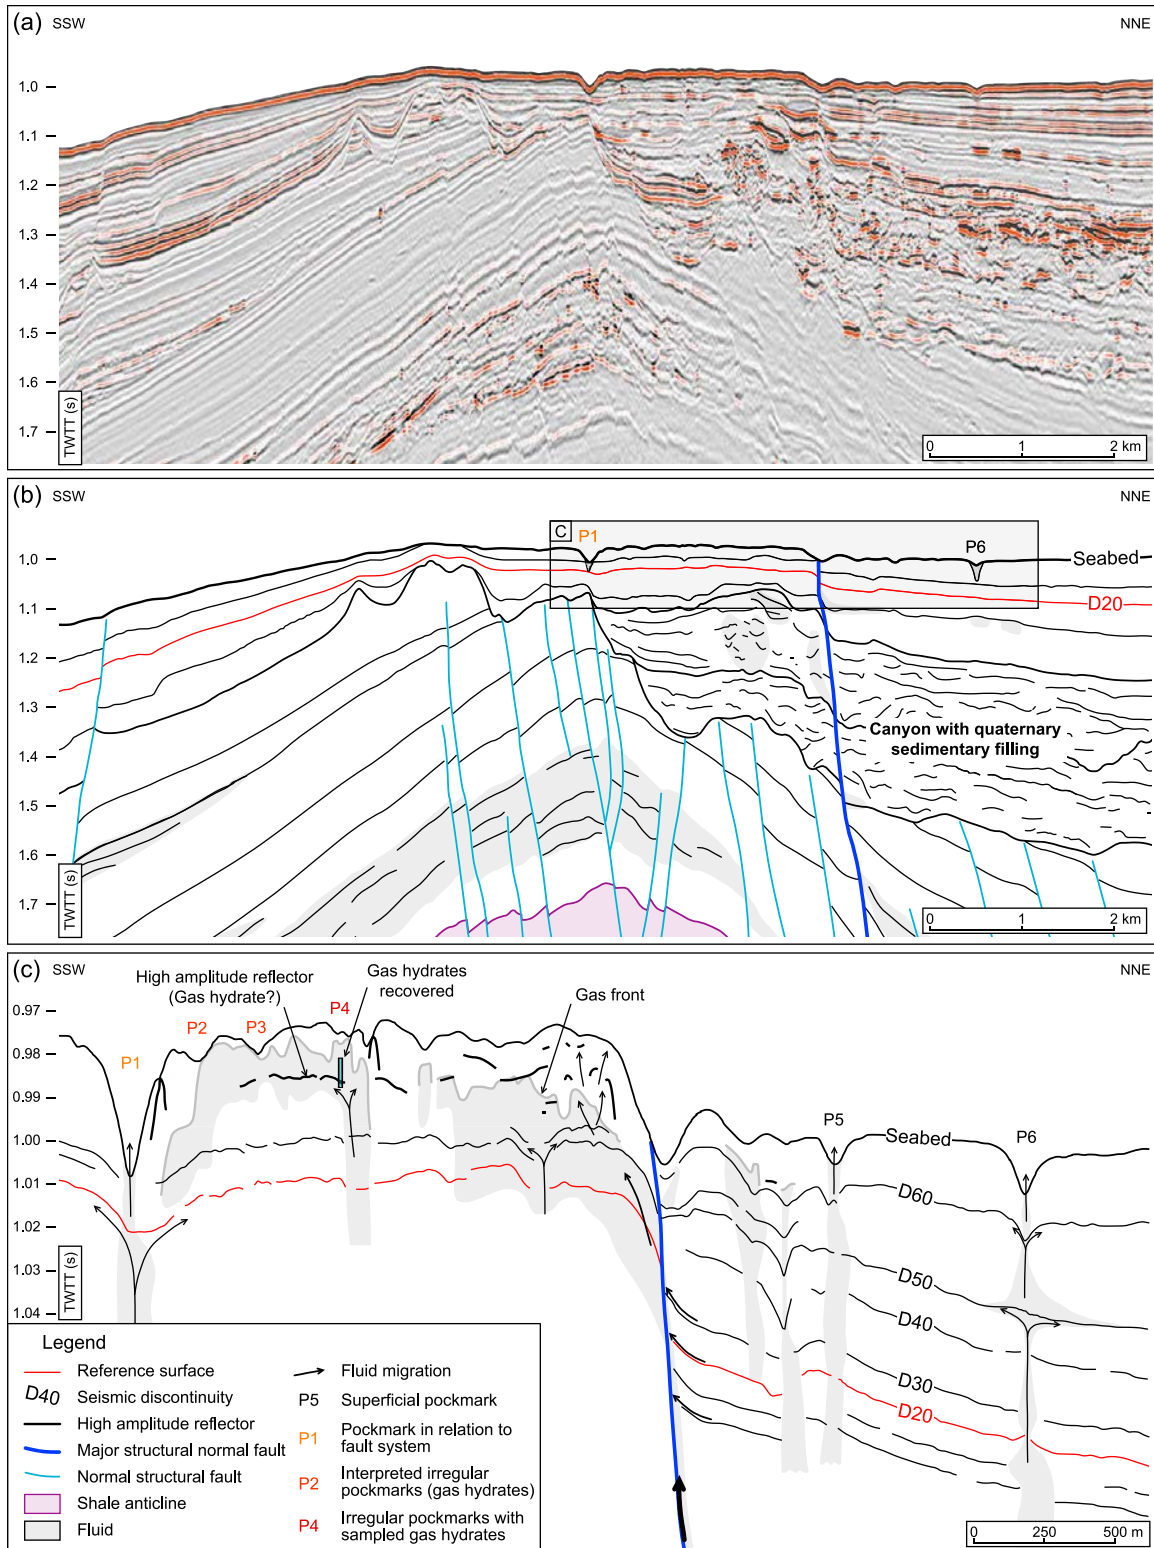 (a) SSW NNE
1.0
1.1
1.2
1.3
1.4
1.5
1.6
1.7
TWTT (s)
0 1 2 km
(b) SSW NNE
C P1 P6
1.0
Seabed
D20
1.1
1.2
1.3
Canyon with quaternary
sedimentary filling
1.4
1.5
1.6
1.7
TWTT (s)
0 1 2 km
(c) SSW NNE
High amplitude reflector
(Gas hydrate?)
Gas hydrates
recovered
Gas front
P1 P2 P3 P4
0.97
0.98
0.99
1.00
1.01
1.02
1.03
1.04
TWTT (s)
P5 Seabed P6
D60
D50
D40
D30
D20
Legend
Reference surface
D40 Seismic discontinuity
High amplitude reflector
Major structural normal fault
Normal structural fault
Shale anticline
Fluid
Fluid migration
P5 Superficial pockmark
P1 Pockmark in relation to
fault system
P2 Interpreted irregular
pockmarks (gas hydrates)
P4 Irregular pockmarks with
sampled gas hydrates
0 250 500 m